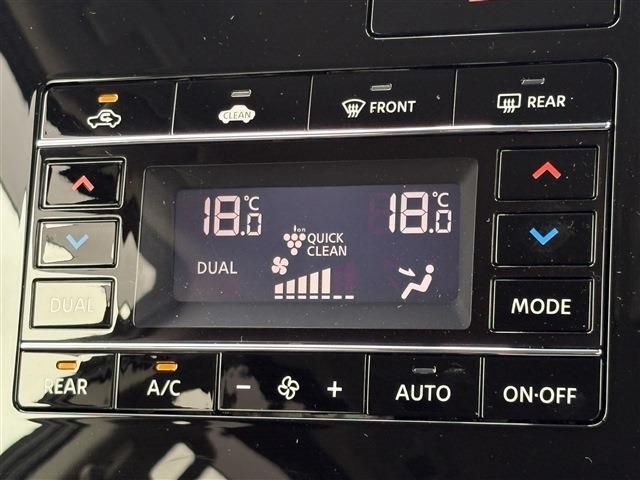 CLEAN
FRONT
REAR
18.0°C
18.0°C
ion
QUICK
CLEAN
DUAL
DUAL
MODE
REAR
A/C
− +
AUTO
ON·OFF